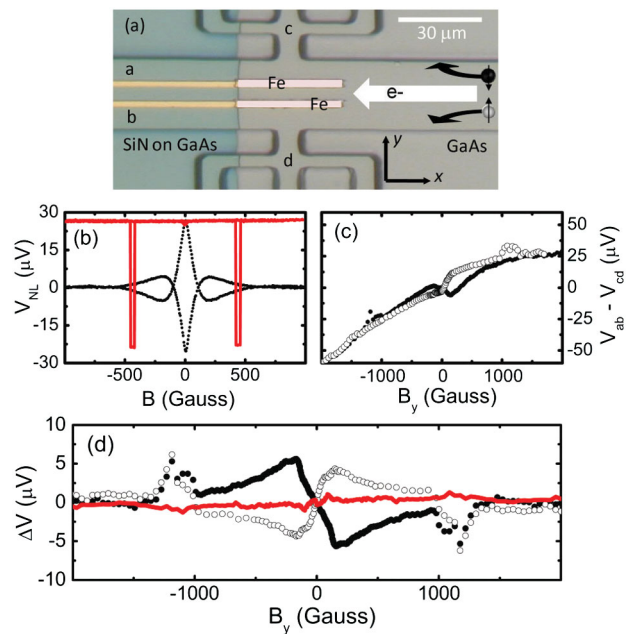 (a)
c
30 μm
a
Fe
e-
b
Fe
SiN on GaAs
d
y
x
GaAs
(b)
30
15
0
-15
-30
V_NL (μV)
-500 0 500
B (Gauss)
(c)
25
0
-25
-50
V_ab - V_cd (μV)
-1000 0 1000
B_y (Gauss)
(d)
10
5
0
-5
-10
ΔV (μV)
-1000 0 1000
B_y (Gauss)